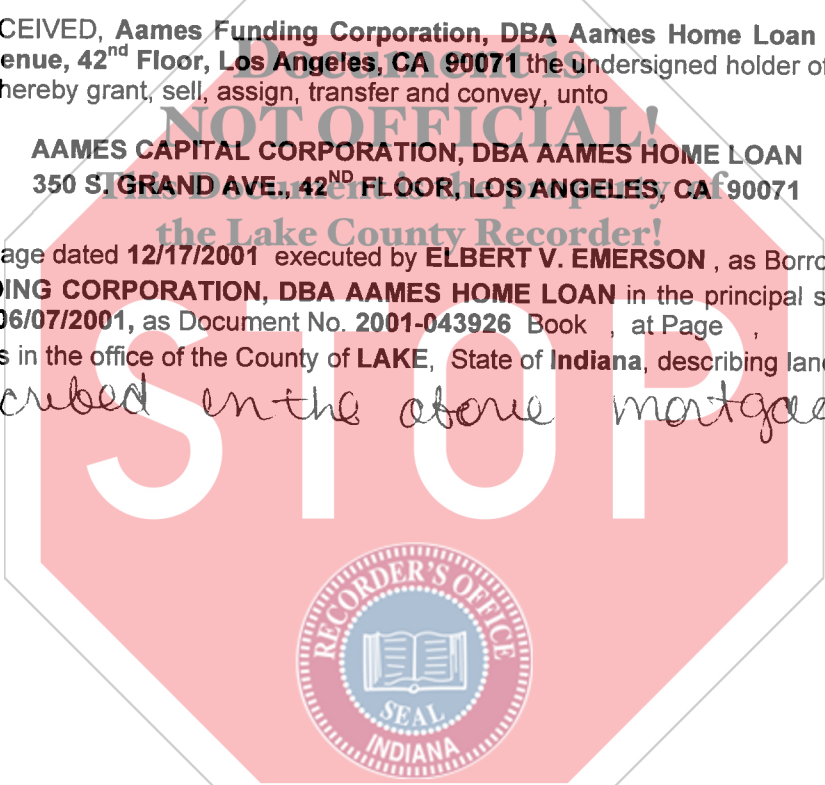 CEIVED, Aames Funding Corporation, DBA Aames Home Loan
enue, 42nd Floor, Los Angeles, CA 90071 the undersigned holder of
Document is
hereby grant, sell, assign, transfer and convey, unto
NOT OFFICIAL!
AAMES CAPITAL CORPORATION, DBA AAMES HOME LOAN
350 S. GRAND AVE., 42ND FLOOR, LOS ANGELES, CA 90071
This Document is the property of
the Lake County Recorder!
age dated 12/17/2001 executed by ELBERT V. EMERSON , as Borro
ING CORPORATION, DBA AAMES HOME LOAN in the principal s
06/07/2001, as Document No. 2001-043926 Book , at Page ,
s in the office of the County of LAKE, State of Indiana, describing lan
cribed in the above mortgage
STOP
RECORDER'S OFFICE
SEAL
INDIANA